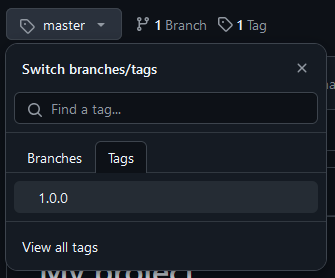 master
1 Branch
1 Tag
Switch branches/tags
Find a tag...
Branches
Tags
1.0.0
View all tags
My project